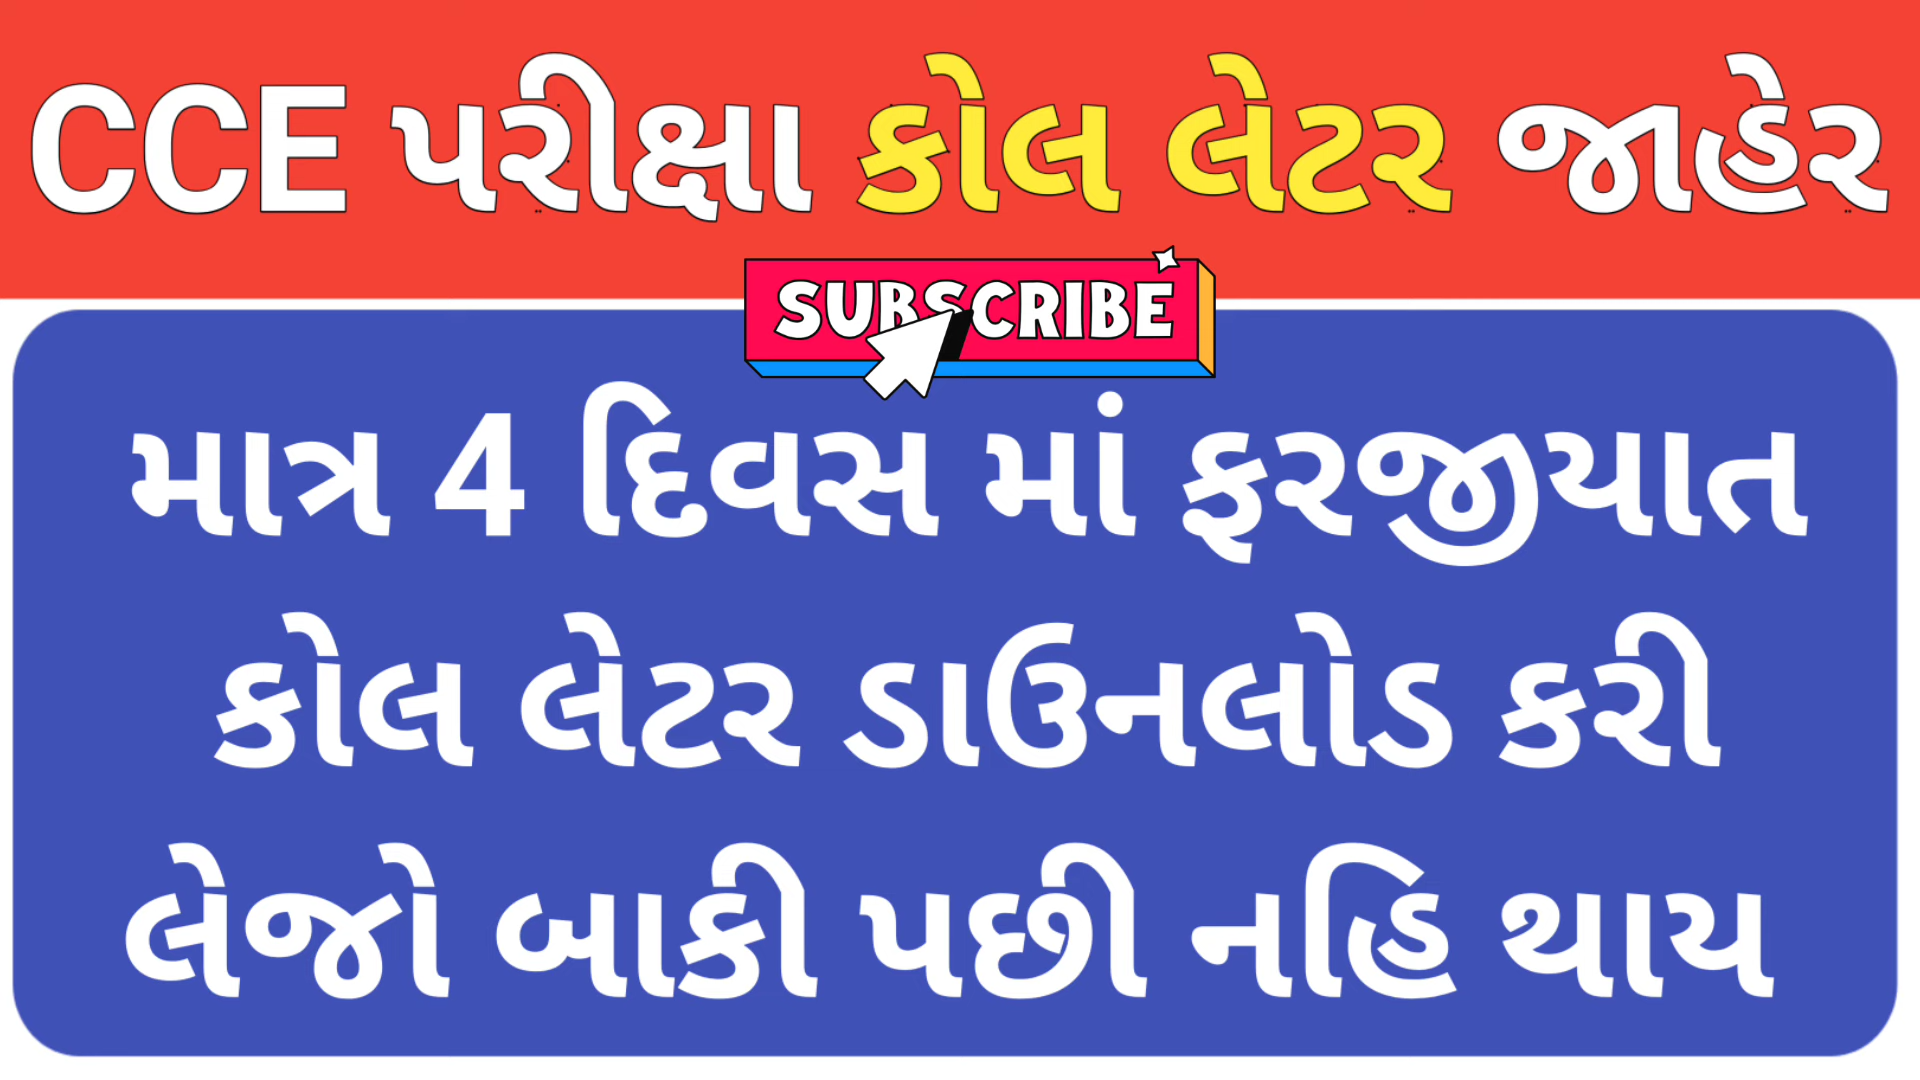 CCE પરીક્ષા કોલ લેટર જાહેર
SUBSCRIBE
માત્ર 4 દિવસ માં ફરજીયાત
કોલ લેટર ડાઉનલોડ કરી
લેજો બાકી પછી નહિ થાય